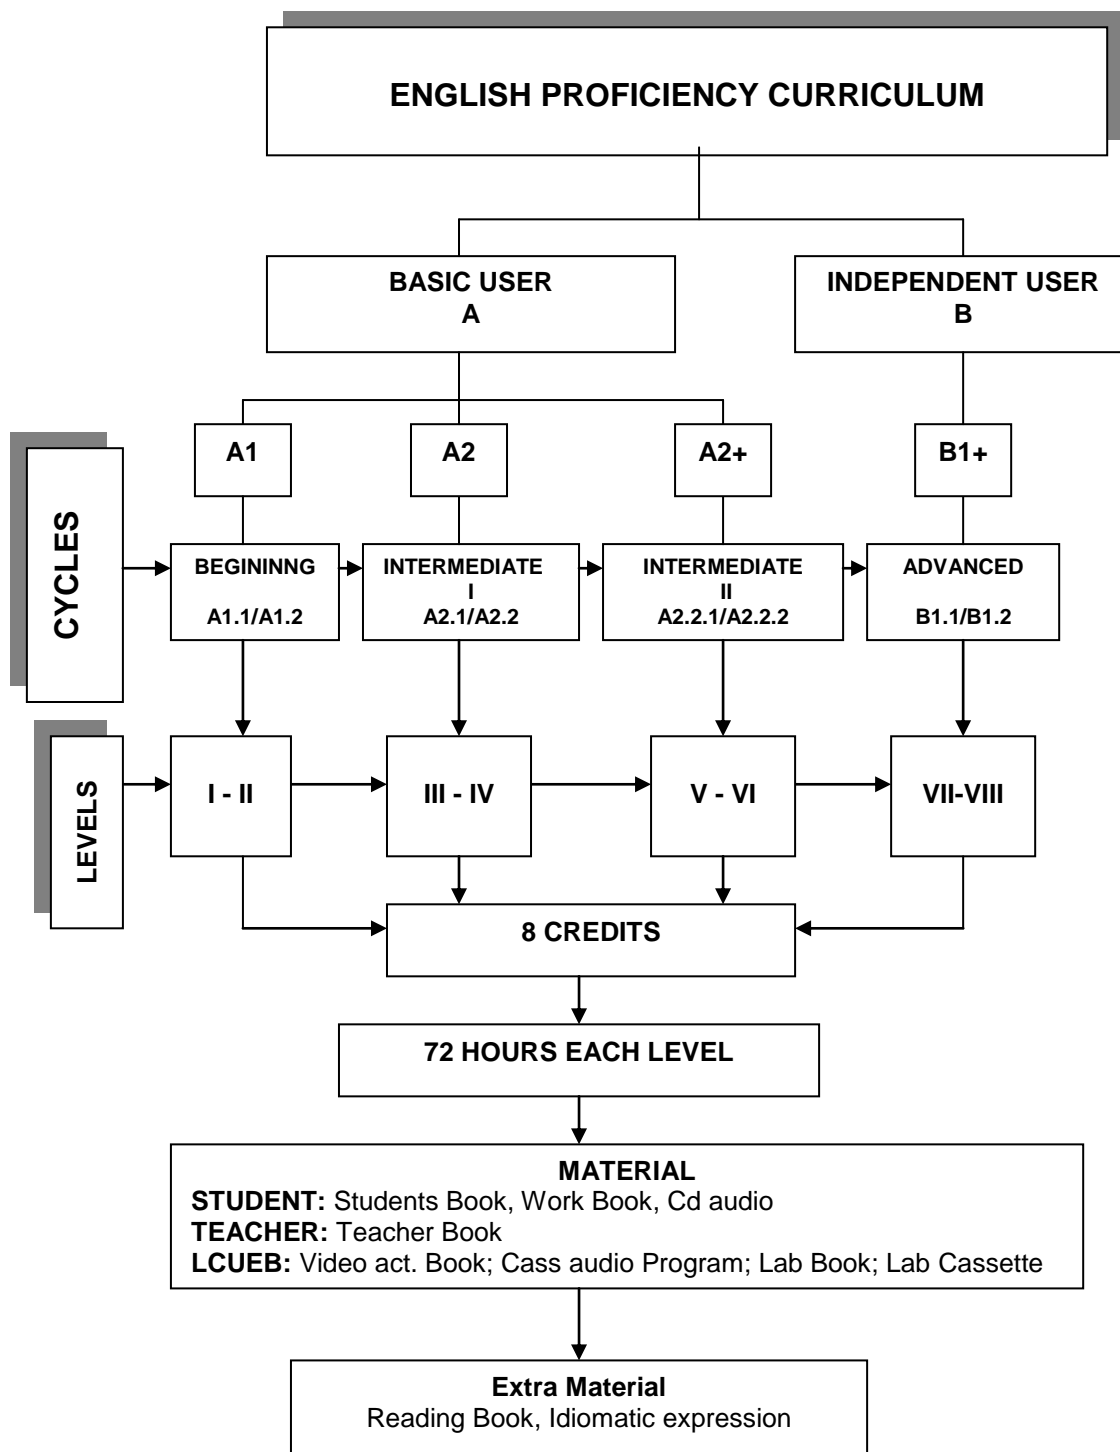 ENGLISH PROFICIENCY CURRICULUM
BASIC USER
A
INDEPENDENT USER
B
A1
A2
A2+
B1+
CYCLES
BEGININNG
A1.1/A1.2
INTERMEDIATE
I
A2.1/A2.2
INTERMEDIATE
II
A2.2.1/A2.2.2
ADVANCED
B1.1/B1.2
LEVELS
I - II
III - IV
V - VI
VII-VIII
8 CREDITS
72 HOURS EACH LEVEL
MATERIAL
STUDENT: Students Book, Work Book, Cd audio
TEACHER: Teacher Book
LCUEB: Video act. Book; Cass audio Program; Lab Book; Lab Cassette
Extra Material
Reading Book, Idiomatic expression